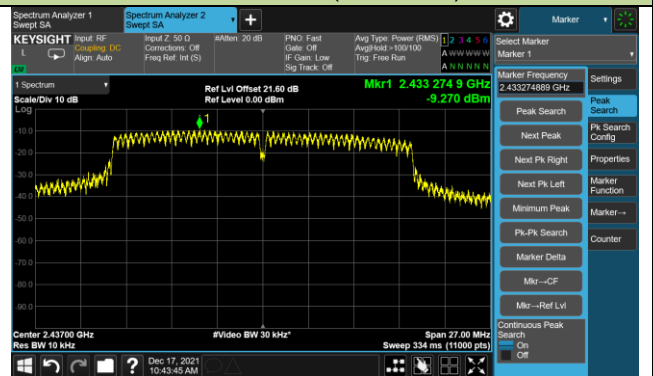 Spectrum Analyzer 1
Swept SA
Spectrum Analyzer 2
Swept SA
Marker
KEYSIGHT
L
LXI
Input: RF
Coupling: DC
Align: Auto
Input Z: 50 Ω
Corrections: Off
Freq Ref: Int (S)
#Atten: 20 dB
PNO: Fast
Gate: Off
IF Gain: Low
Sig Track: Off
Avg Type: Power (RMS)
Avg|Hold:>100/100
Trig: Free Run
1 2 3 4 5 6
A W W W W W
A N N N N N
Select Marker
Marker 1
1 Spectrum
Scale/Div 10 dB
Log
Ref Lvl Offset 21.60 dB
Ref Level 0.00 dBm
Mkr1 2.433 274 9 GHz
-9.270 dBm
1
-10.0
-20.0
-30.0
-40.0
-50.0
-60.0
-70.0
-80.0
-90.0
Center 2.43700 GHz
Res BW 10 kHz
#Video BW 30 kHz*
Span 27.00 MHz
Sweep 334 ms (11000 pts)
Marker Frequency
2.433274889 GHz
Peak Search
Next Peak
Next Pk Right
Next Pk Left
Minimum Peak
Pk-Pk Search
Marker Delta
Mkr→CF
Mkr→Ref Lvl
Continuous Peak
Search
On
Off
Settings
Peak
Search
Pk Search
Config
Properties
Marker
Function
Marker→
Counter
?
Dec 17, 2021
10:43:45 AM